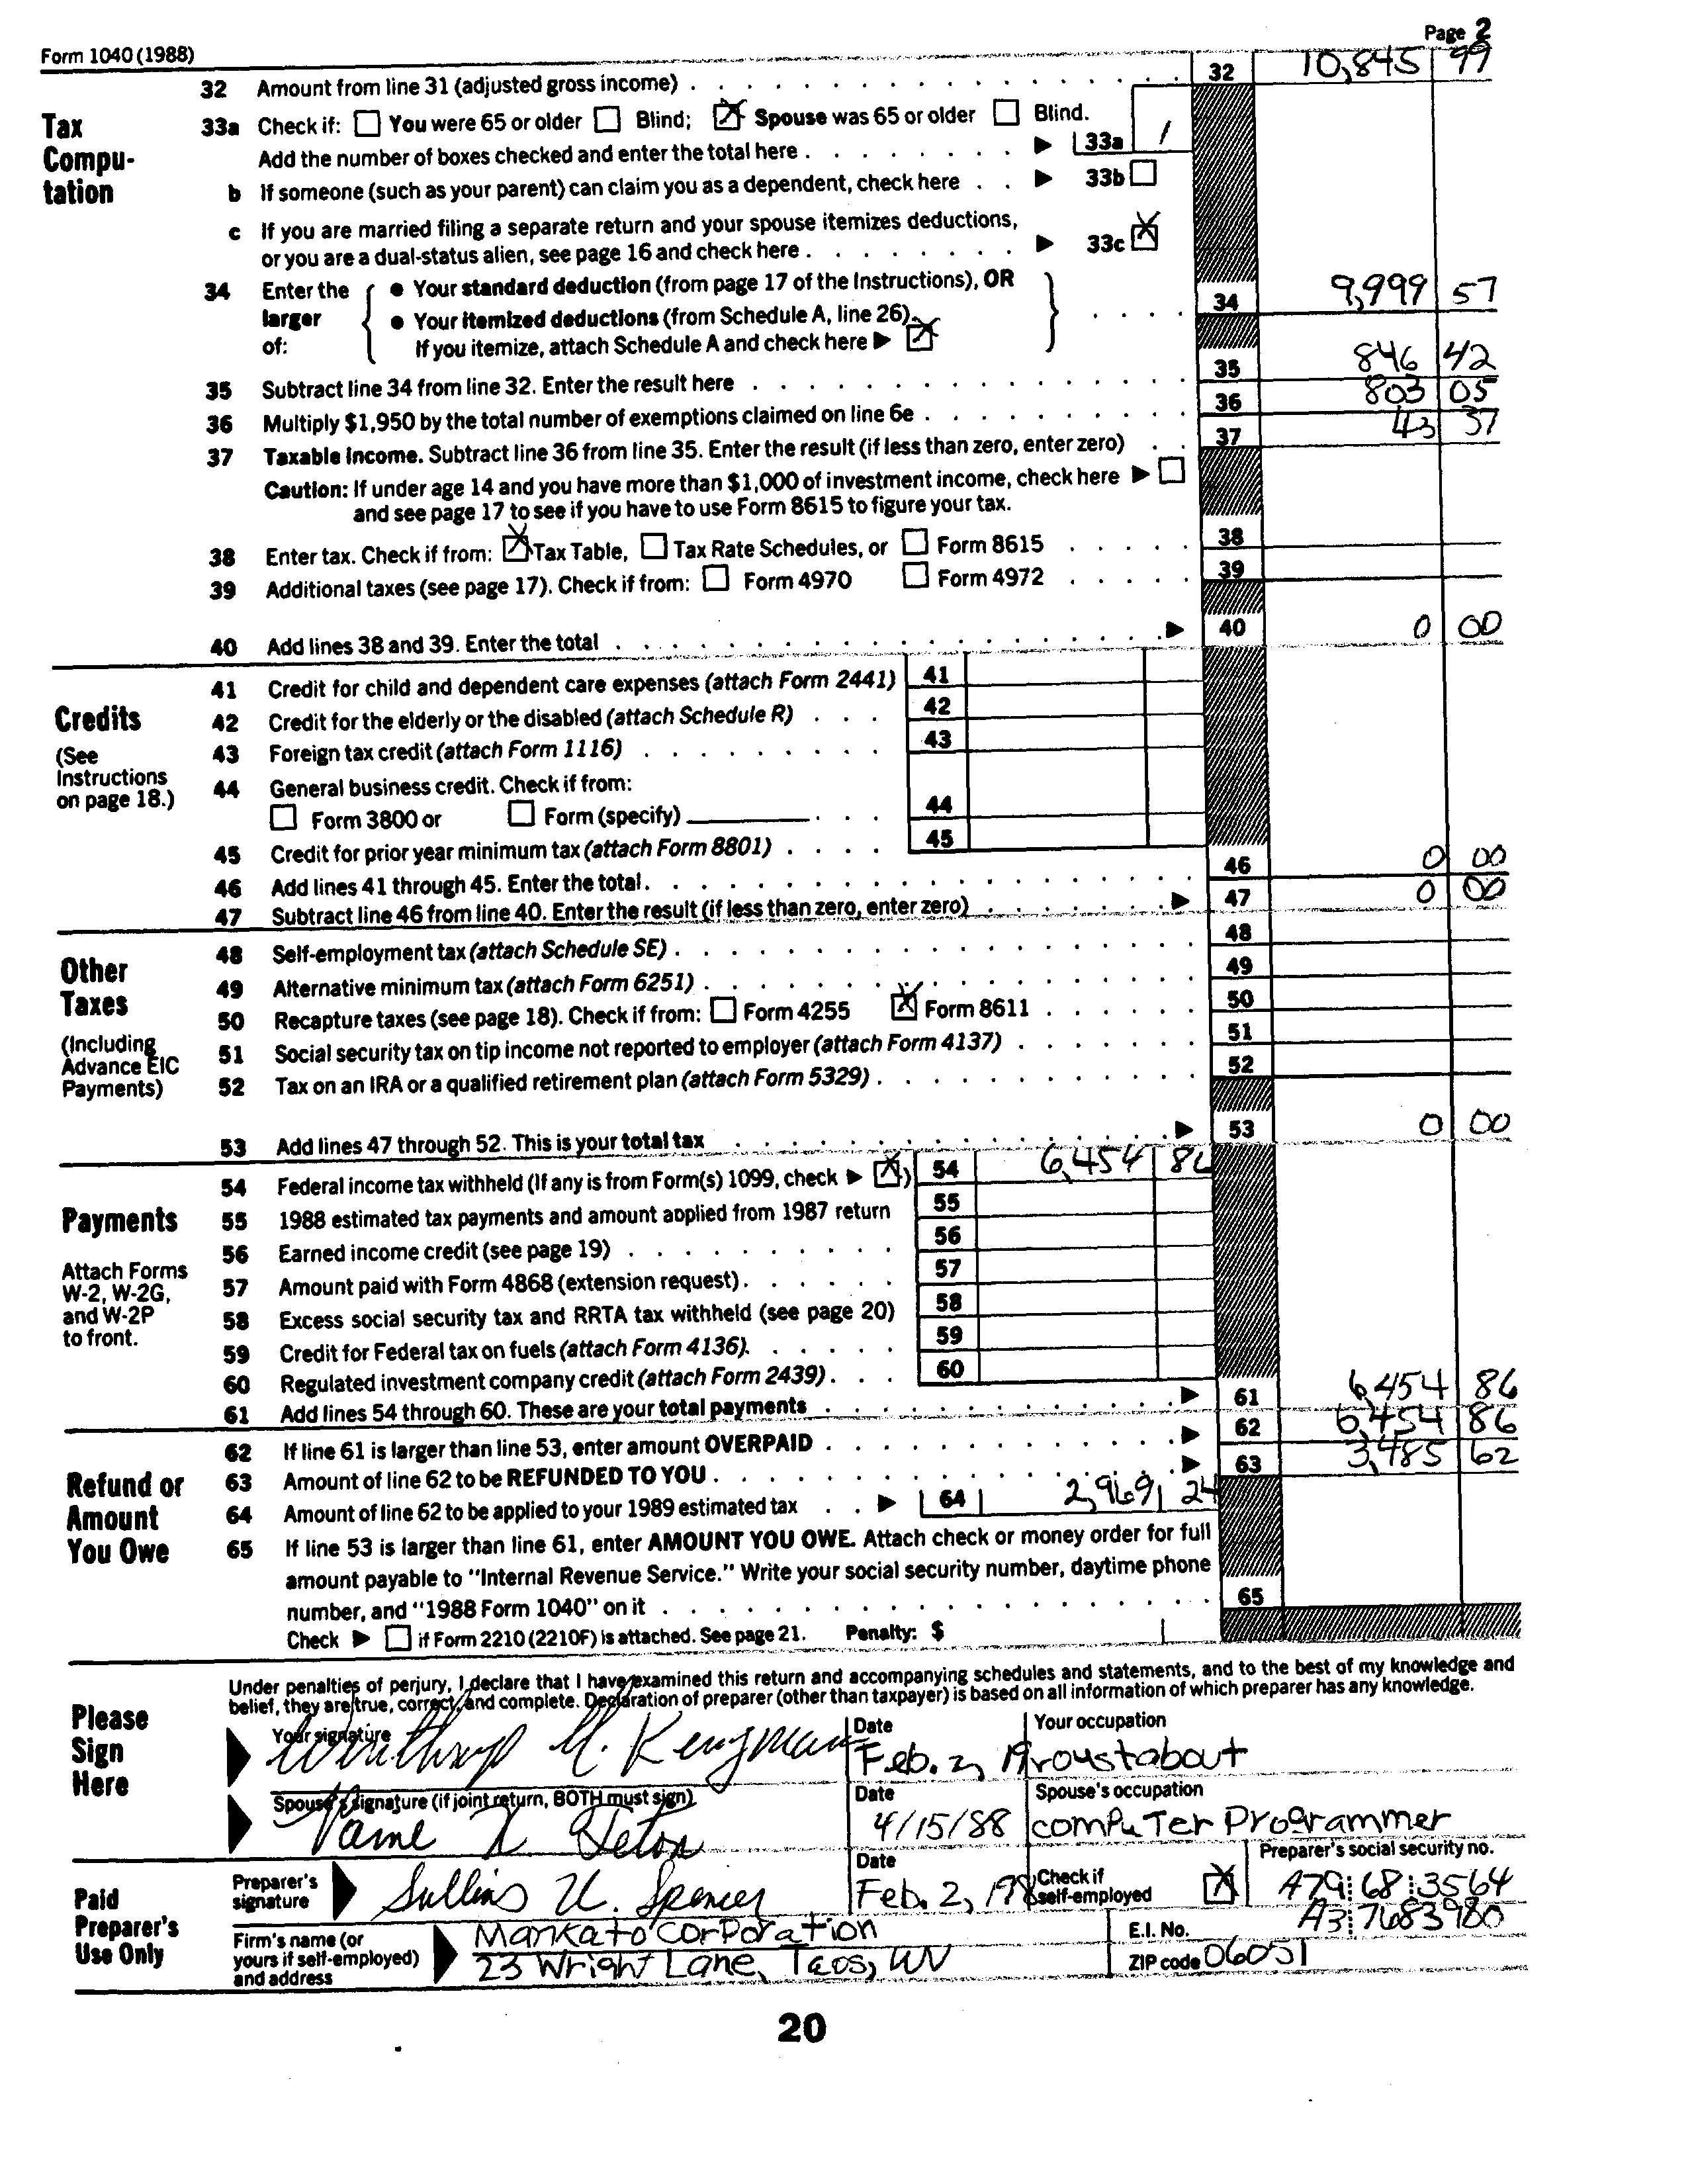 Form 1040 (1988) Page 2
32 Amount from line 31 (adjusted gross income) 32 10,845 99
Tax Compu-tation
33a Check if: You were 65 or older Blind; Spouse was 65 or older Blind.
Add the number of boxes checked and enter the total here 33a 1
b If someone (such as your parent) can claim you as a dependent, check here 33b
c If you are married filing a separate return and your spouse itemizes deductions,
or you are a dual-status alien, see page 16 and check here 33c
34 Enter the larger of:
• Your standard deduction (from page 17 of the Instructions), OR
• Your itemized deductions (from Schedule A, line 26).
If you itemize, attach Schedule A and check here
34 9,999 57
35 Subtract line 34 from line 32. Enter the result here 35 846 42
36 Multiply $1,950 by the total number of exemptions claimed on line 6e 36 803 05
37 Taxable income. Subtract line 36 from line 35. Enter the result (if less than zero, enter zero) 37 43 37
Caution: If under age 14 and you have more than $1,000 of investment income, check here
and see page 17 to see if you have to use Form 8615 to figure your tax.
38 Enter tax. Check if from: Tax Table, Tax Rate Schedules, or Form 8615 38
39 Additional taxes (see page 17). Check if from: Form 4970 Form 4972 39
40 Add lines 38 and 39. Enter the total 40 0 00
Credits
(See Instructions on page 18.)
41 Credit for child and dependent care expenses (attach Form 2441) 41
42 Credit for the elderly or the disabled (attach Schedule R) 42
43 Foreign tax credit (attach Form 1116) 43
44 General business credit. Check if from:
Form 3800 or Form (specify) 44
45 Credit for prior year minimum tax (attach Form 8801) 45
46 Add lines 41 through 45. Enter the total. 46 0 00
47 Subtract line 46 from line 40. Enter the result (if less than zero, enter zero) 47 0 00
Other Taxes
(Including Advance EIC Payments)
48 Self-employment tax (attach Schedule SE) 48
49 Alternative minimum tax (attach Form 6251) 49
50 Recapture taxes (see page 18). Check if from: Form 4255 Form 8611 50
51 Social security tax on tip income not reported to employer (attach Form 4137) 51
52 Tax on an IRA or a qualified retirement plan (attach Form 5329) 52
53 Add lines 47 through 52. This is your total tax 53 0 00
Payments
Attach Forms W-2, W-2G, and W-2P to front.
54 Federal income tax withheld (If any is from Form(s) 1099, check ) 54 6,454 86
55 1988 estimated tax payments and amount applied from 1987 return 55
56 Earned income credit (see page 19) 56
57 Amount paid with Form 4868 (extension request) 57
58 Excess social security tax and RRTA tax withheld (see page 20) 58
59 Credit for Federal tax on fuels (attach Form 4136) 59
60 Regulated investment company credit (attach Form 2439) 60
61 Add lines 54 through 60. These are your total payments 61 6,454 86
Refund or Amount You Owe
62 If line 61 is larger than line 53, enter amount OVERPAID 62 6,454 86
63 Amount of line 62 to be REFUNDED TO YOU 63 3,485 62
64 Amount of line 62 to be applied to your 1989 estimated tax 64 2,969 24
65 If line 53 is larger than line 61, enter AMOUNT YOU OWE. Attach check or money order for full
amount payable to "Internal Revenue Service." Write your social security number, daytime phone
number, and "1988 Form 1040" on it 65
Check if Form 2210 (2210F) is attached. See page 21. Penalty: $
Please Sign Here
Under penalties of perjury, I declare that I have examined this return and accompanying schedules and statements, and to the best of my knowledge and
belief, they are true, correct, and complete. Declaration of preparer (other than taxpayer) is based on all information of which preparer has any knowledge.
Your signature Date Your occupation
Winthrop M. Kengman Feb. 2, 19 roustabout
Spouse's signature (if joint return, BOTH must sign) Date Spouse's occupation
4/15/88 computer Programmer
Paid Preparer's Use Only
Preparer's signature Date Check if self-employed Preparer's social security no.
Sullins U. Spencer Feb. 2, 198 A79 68 3564
Firm's name (or yours if self-employed) and address
Mankato Corporation E.I. No. A3 7683980
23 Wright Lane, Taos, WV ZIP code 06051
20